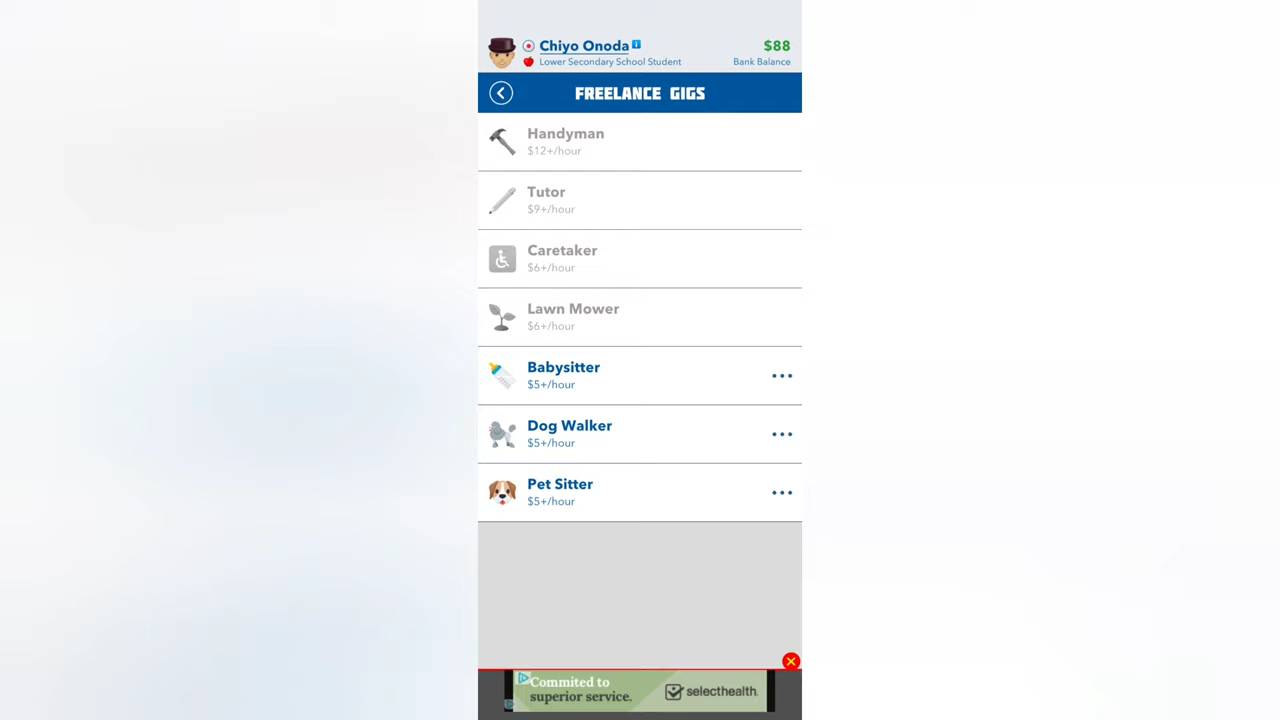 Chiyo Onoda
Lower Secondary School Student
$88
Bank Balance
FREELANCE GIGS
Handyman
$12+/hour
Tutor
$9+/hour
Caretaker
$6+/hour
Lawn Mower
$6+/hour
Babysitter
$5+/hour
Dog Walker
$5+/hour
Pet Sitter
$5+/hour
Commited to
superior service.
selecthealth.